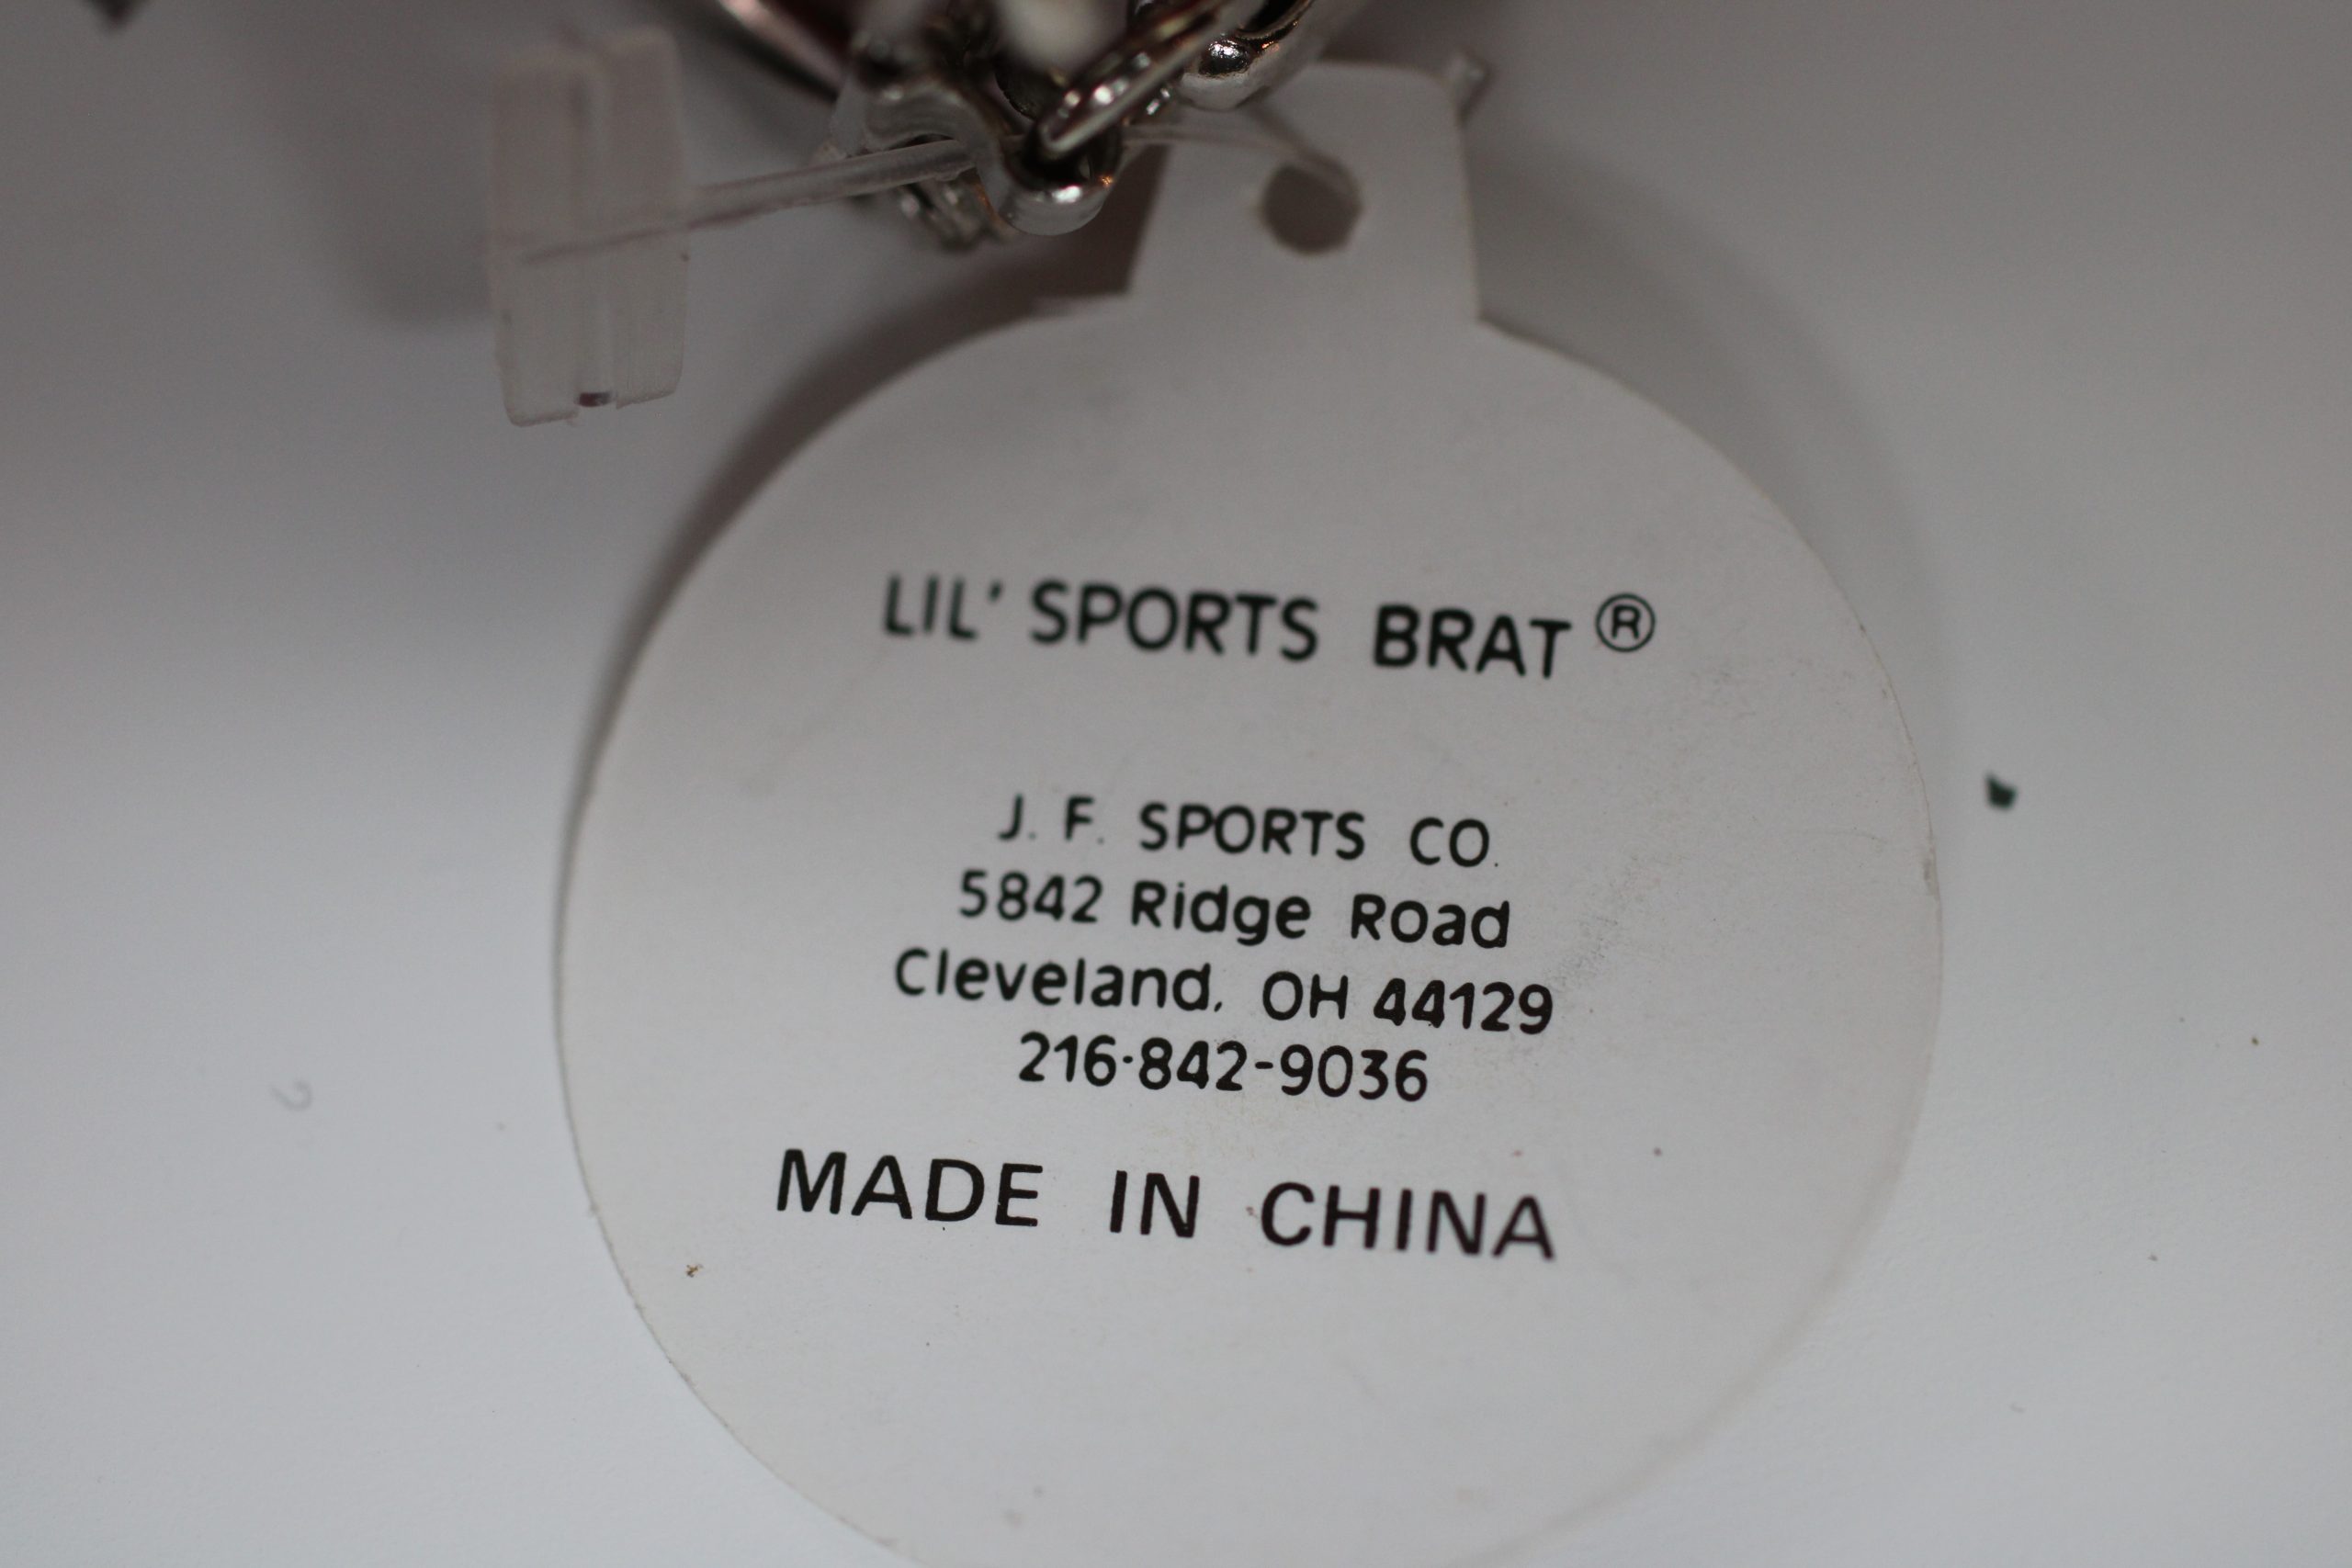 LIL' SPORTS BRAT ®
J. F. SPORTS CO.
5842 Ridge Road
Cleveland, OH 44129
216-842-9036
MADE IN CHINA